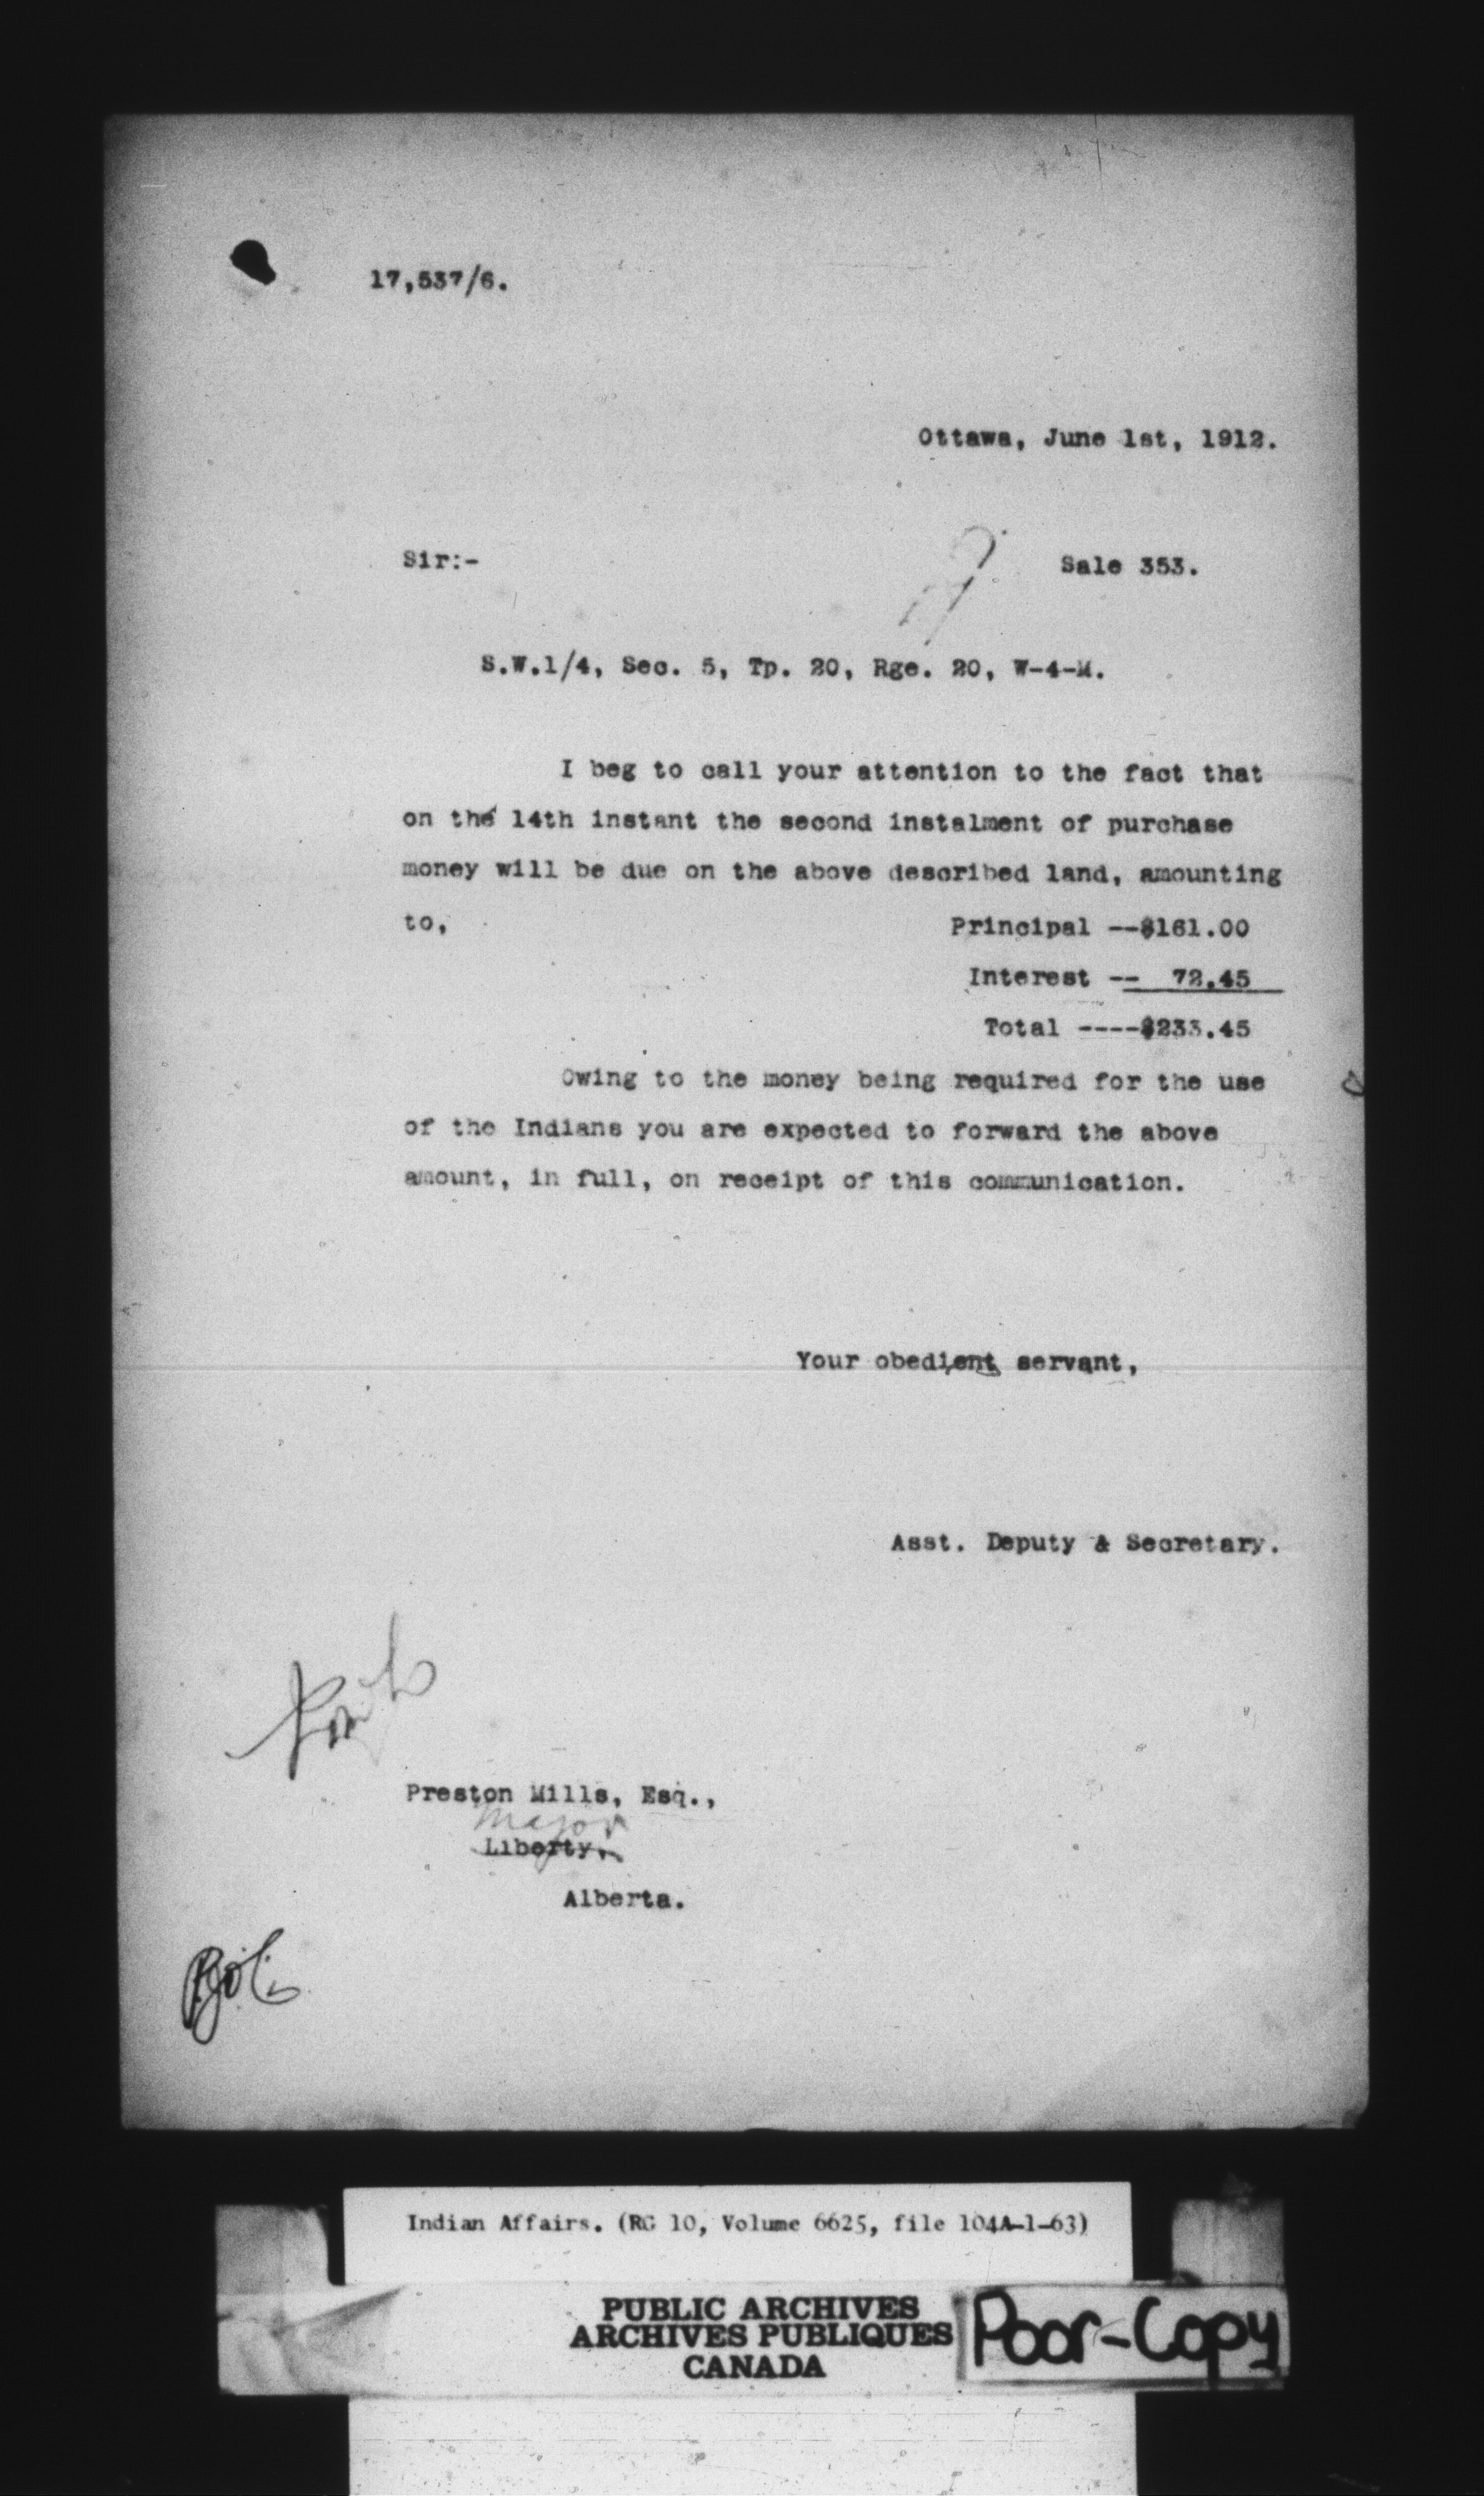 17,537/6.
Ottawa, June 1st, 1912.
Sir:-
Sale 353.
S.W.1/4, Sec. 5, Tp. 20, Rge. 20, W-4-M.
I beg to call your attention to the fact that
on the 14th instant the second instalment of purchase
money will be due on the above described land, amounting
to, Principal --$161.00
Interest -- 72.45
Total ----$233.45
Owing to the money being required for the use
of the Indians you are expected to forward the above
amount, in full, on receipt of this communication.
Your obedient servant,
Asst. Deputy & Secretary.
Preston Mills, Esq.,
Major
Liberty,
Alberta.
Indian Affairs. (RG 10, Volume 6625, file 104A-1-63)
PUBLIC ARCHIVES
ARCHIVES PUBLIQUES
CANADA
Poor-Copy